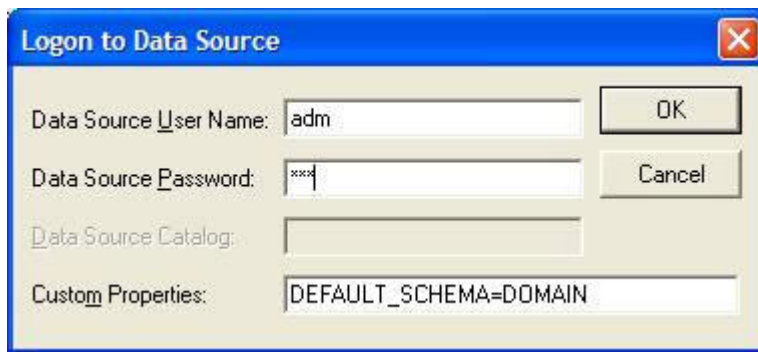 Logon to Data Source
Data Source User Name: adm OK
Data Source Password: *** Cancel
Data Source Catalog:
Custom Properties: DEFAULT_SCHEMA=DOMAIN